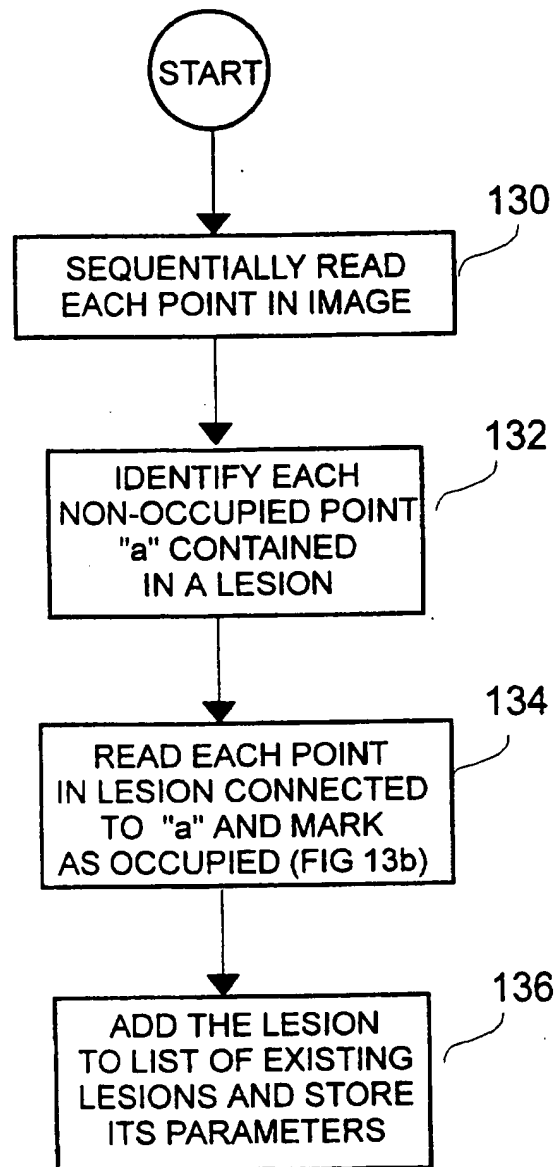 START
130
SEQUENTIALLY READ
EACH POINT IN IMAGE
132
IDENTIFY EACH
NON-OCCUPIED POINT
"a" CONTAINED
IN A LESION
134
READ EACH POINT
IN LESION CONNECTED
TO "a" AND MARK
AS OCCUPIED (FIG 13b)
136
ADD THE LESION
TO LIST OF EXISTING
LESIONS AND STORE
ITS PARAMETERS